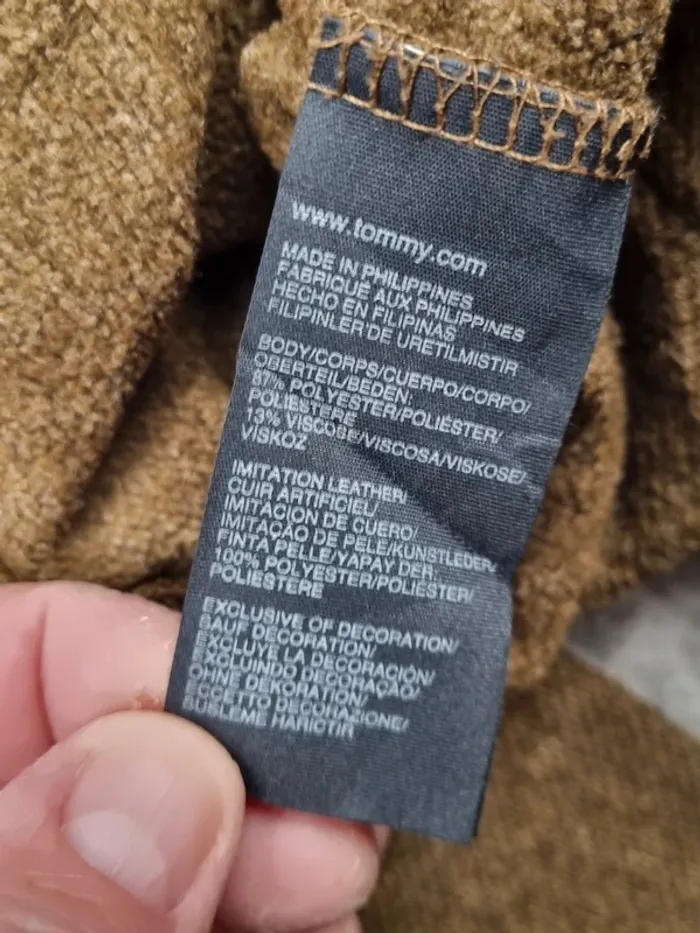 www.tommy.com
MADE IN PHILIPPINES
FABRIQUÉ AUX PHILIPPINES
HECHO EN FILIPINAS
FILIPINLER'DE URETILMISTIR
BODY/CORPS/CUERPO/CORPO/
OBERTEIL/BEDEN:
87% POLYESTER/POLIÉSTER/
POLIESTERE
13% VISCOSE/VISCOSA/VISKOSE/
VISKOZ
IMITATION LEATHER/
CUIR ARTIFICIEL/
IMITACIÓN DE CUERO/
IMITAÇÃO DE PELE/KUNSTLEDER/
FINTA PELLE/YAPAY DERI
100% POLYESTER/POLIESTER/
POLIESTERE
EXCLUSIVE OF DECORATION/
SAUF DÉCORATION/
EXCLUYE LA DECORACIÓN/
EXCLUINDO DECORAÇÃO/
OHNE DEKORATION/
ECCETTO DECORAZIONE/
SUSLEME HARICTIR